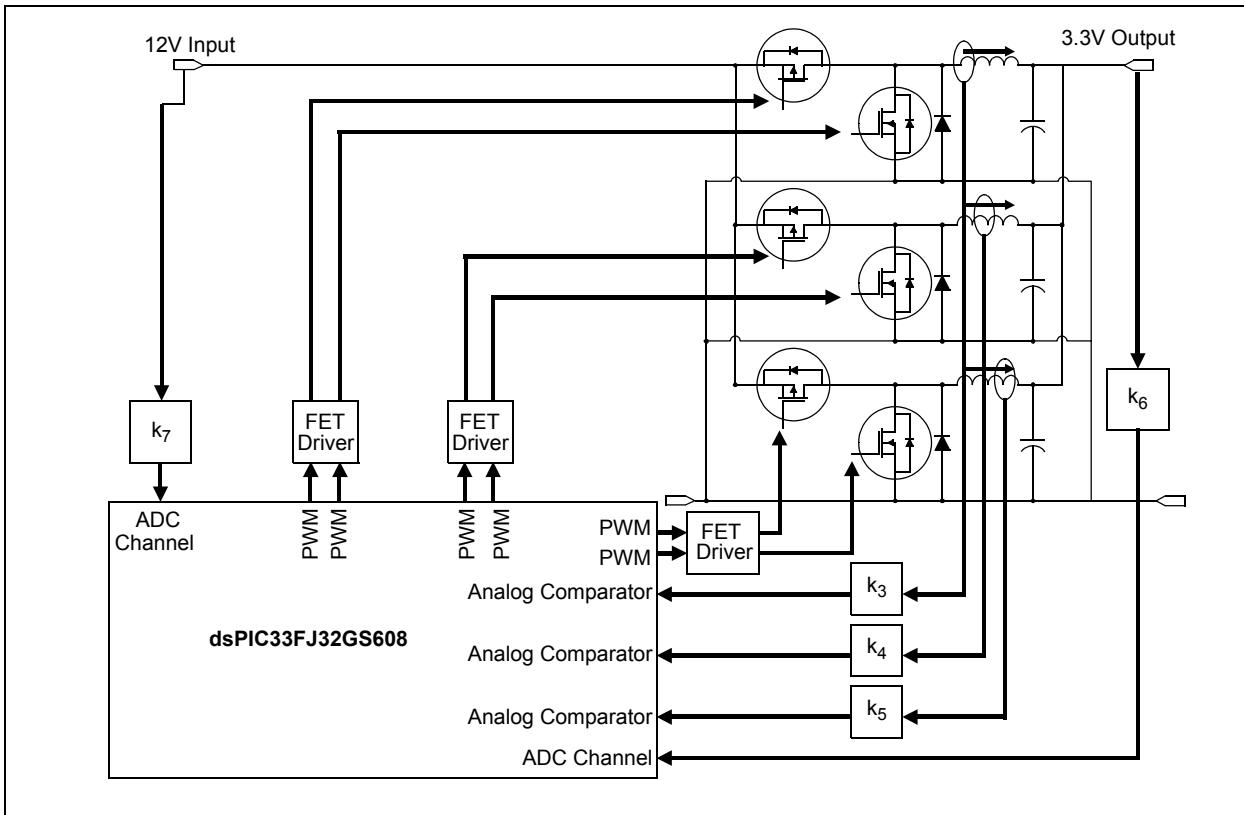 12V Input
3.3V Output
k7
FET
Driver
FET
Driver
k6
ADC
Channel
PWM
PWM
PWM
PWM
PWM
PWM
FET
Driver
Analog Comparator
k3
dsPIC33FJ32GS608
Analog Comparator
k4
Analog Comparator
k5
ADC Channel